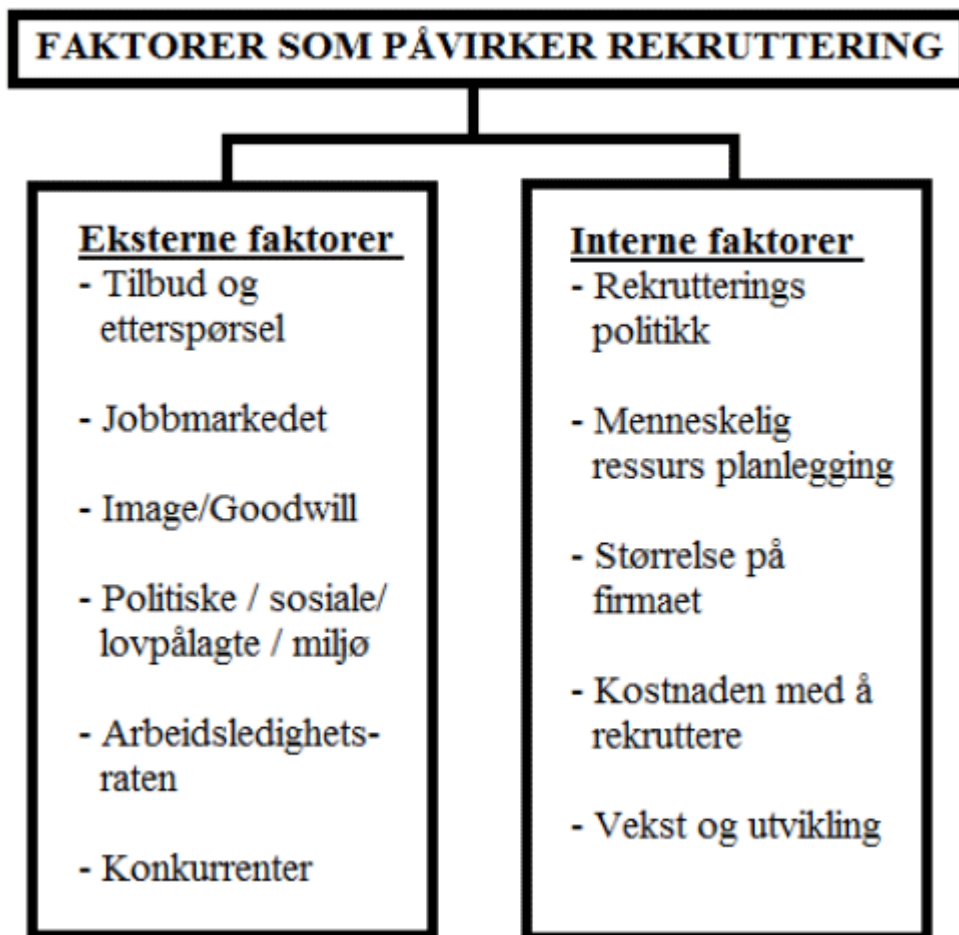 FAKTORER SOM PÅVIRKER REKRUTTERING
Eksterne faktorer
- Tilbud og
etterspørsel
- Jobbmarkedet
- Image/Goodwill
- Politiske / sosiale/
lovpålagte / miljø
- Arbeidsledighets-
raten
- Konkurrenter
Interne faktorer
- Rekrutterings
politikk
- Menneskelig
ressurs planlegging
- Størrelse på
firmaet
- Kostnaden med å
rekruttere
- Vekst og utvikling